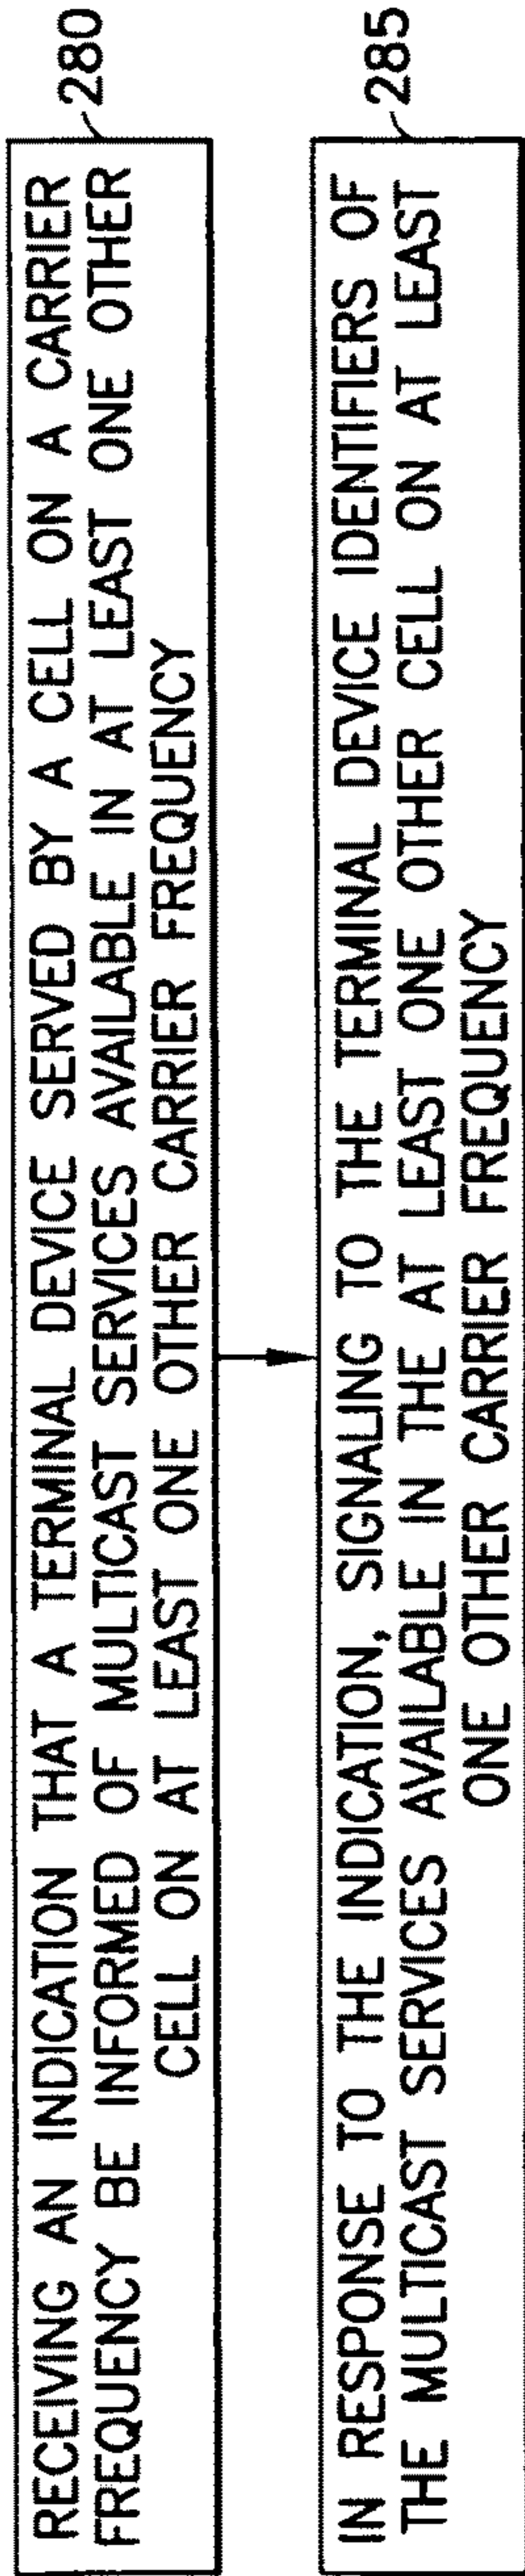 RECEIVING AN INDICATION THAT A TERMINAL DEVICE SERVED BY A CELL ON A CARRIER
FREQUENCY BE INFORMED OF MULTICAST SERVICES AVAILABLE IN AT LEAST ONE OTHER
CELL ON AT LEAST ONE OTHER CARRIER FREQUENCY
280
IN RESPONSE TO THE INDICATION, SIGNALING TO THE TERMINAL DEVICE IDENTIFIERS OF
THE MULTICAST SERVICES AVAILABLE IN THE AT LEAST ONE OTHER CELL ON AT LEAST
ONE OTHER CARRIER FREQUENCY
285